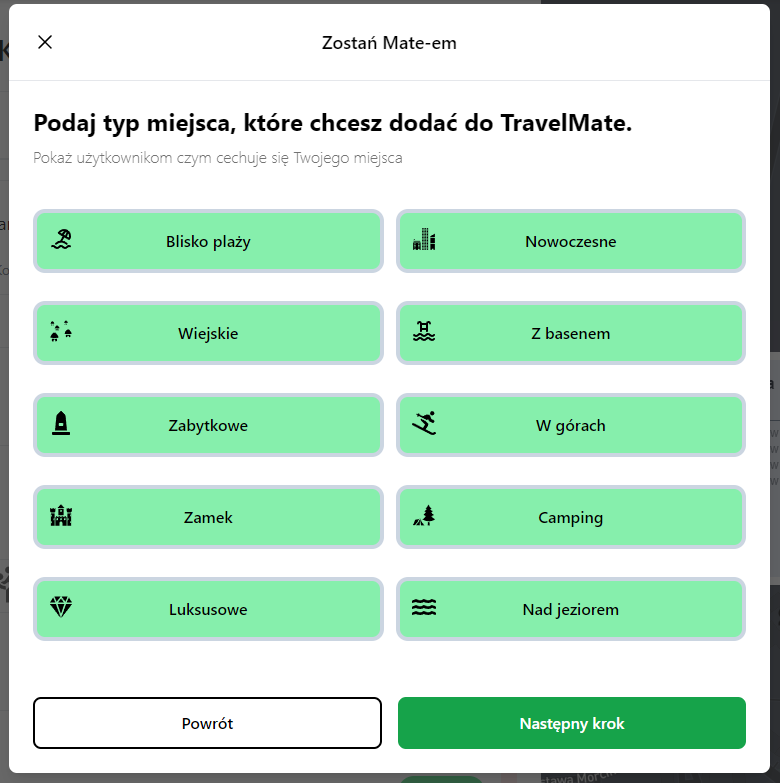 Zostań Mate-em
Podaj typ miejsca, które chcesz dodać do TravelMate.
Pokaż użytkownikom czym cechuje się Twojego miejsca
Blisko plaży
Nowoczesne
Wiejskie
Z basenem
Zabytkowe
W górach
Zamek
Camping
Luksusowe
Nad jeziorem
Powrót
Następny krok